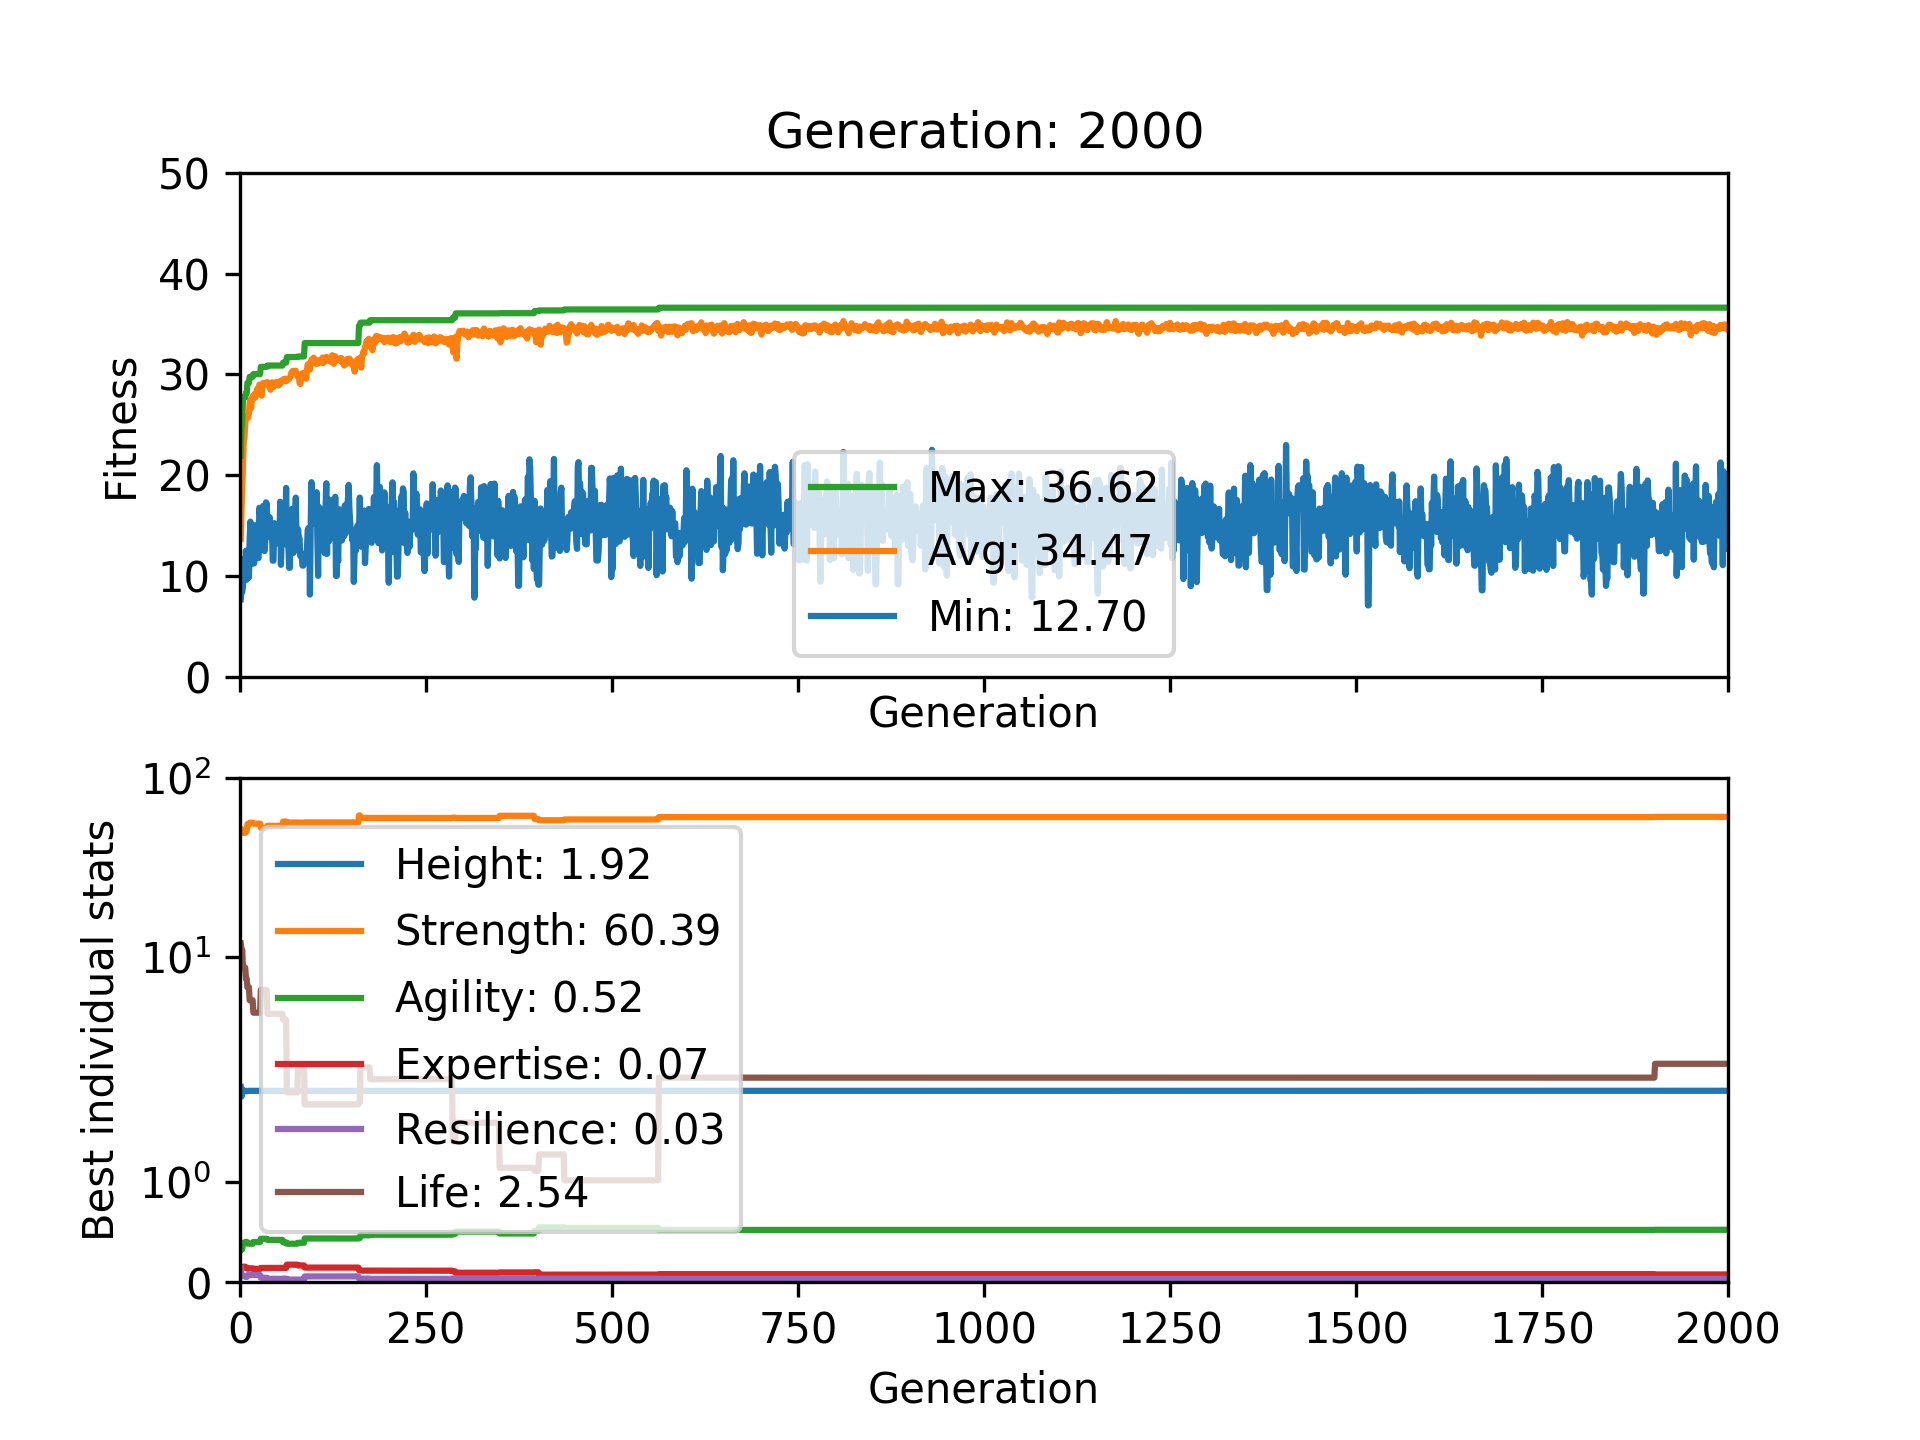 Generation: 2000
50
40
30
20
10
0
Fitness
Max: 36.62
Avg: 34.47
Min: 12.70
Generation
10²
10¹
10⁰
0
Best individual stats
Height: 1.92
Strength: 60.39
Agility: 0.52
Expertise: 0.07
Resilience: 0.03
Life: 2.54
0 250 500 750 1000 1250 1500 1750 2000
Generation